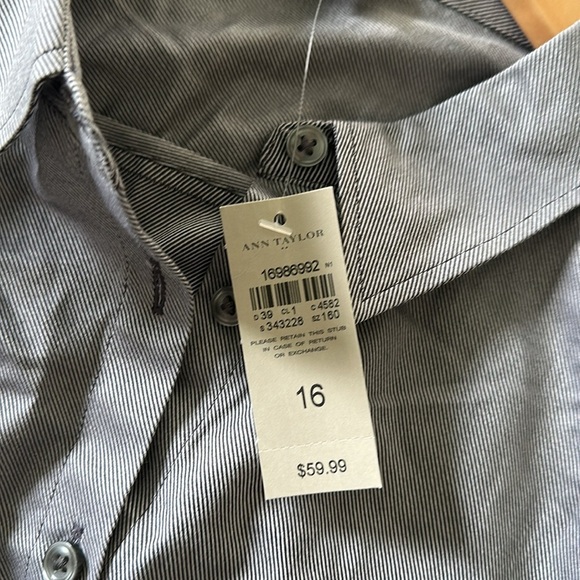 ANN TAYLOR
16986992 N1
D 39 CL 1 C 4582
S 343228 SZ 160
PLEASE RETAIN THIS STUB
IN CASE OF RETURN
OR EXCHANGE.
16
$59.99